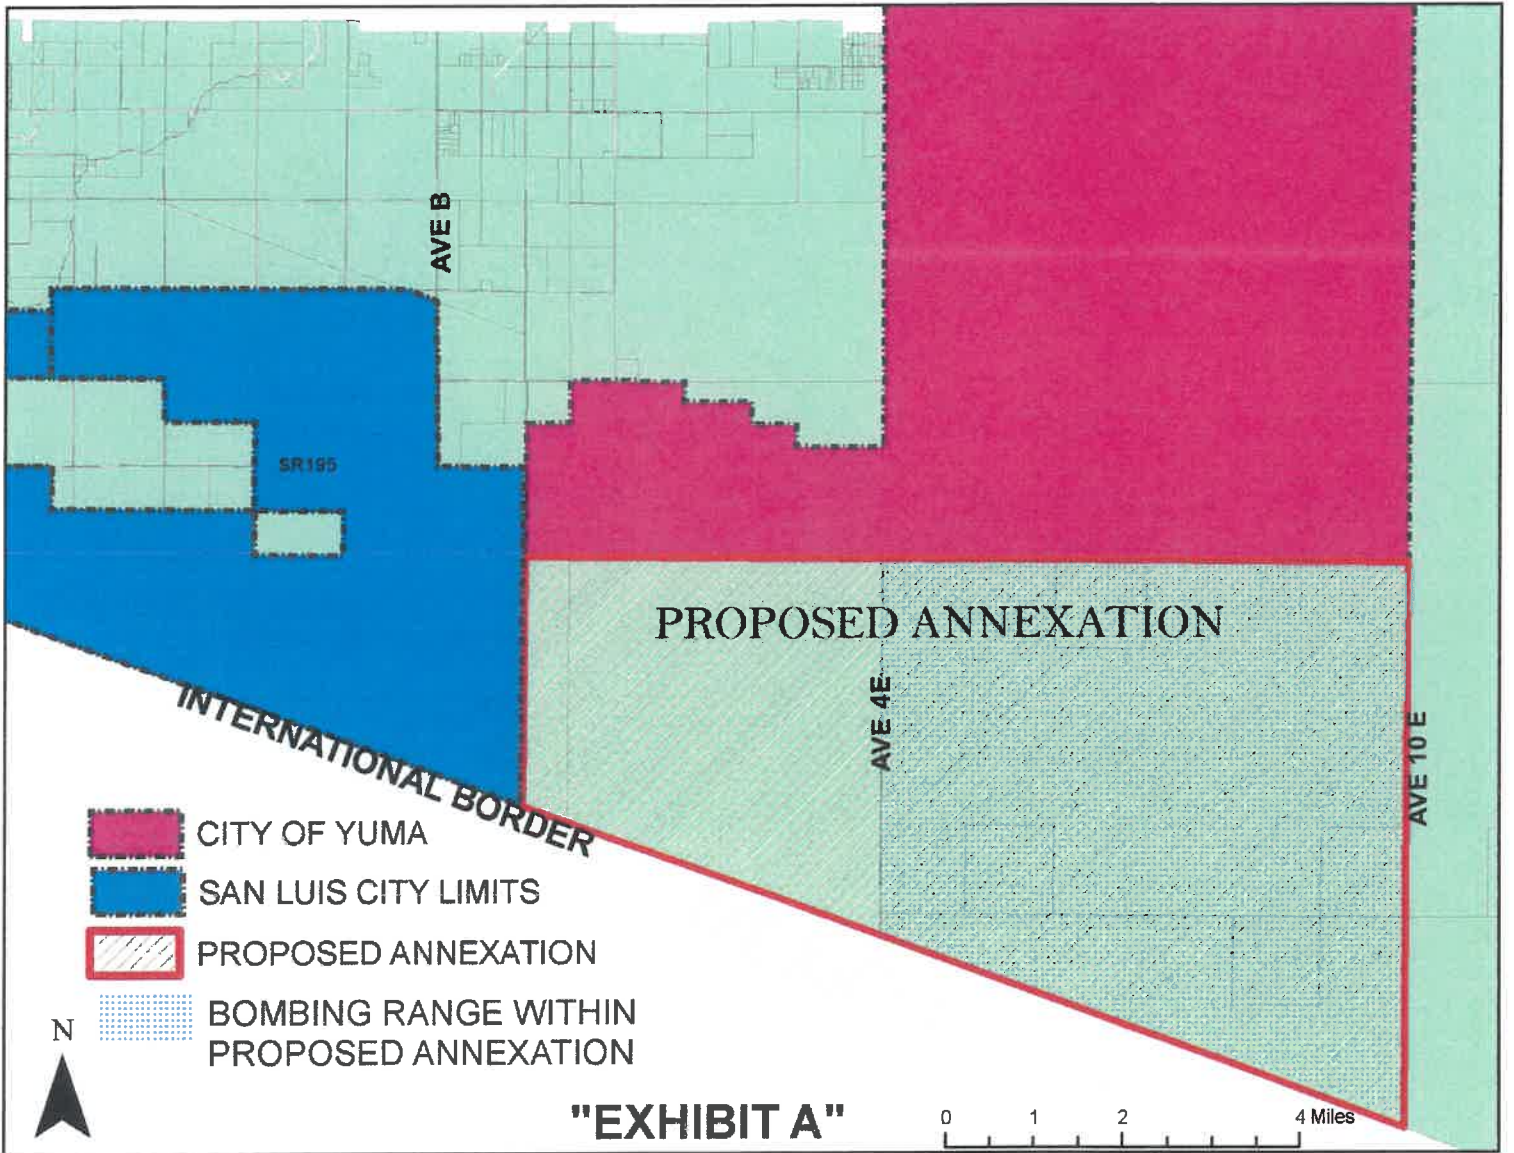 AVE B
SR195
PROPOSED ANNEXATION
AVE 4E
AVE 10 E
INTERNATIONAL BORDER
CITY OF YUMA
SAN LUIS CITY LIMITS
PROPOSED ANNEXATION
BOMBING RANGE WITHIN
PROPOSED ANNEXATION
N
"EXHIBIT A"
0 1 2 4 Miles